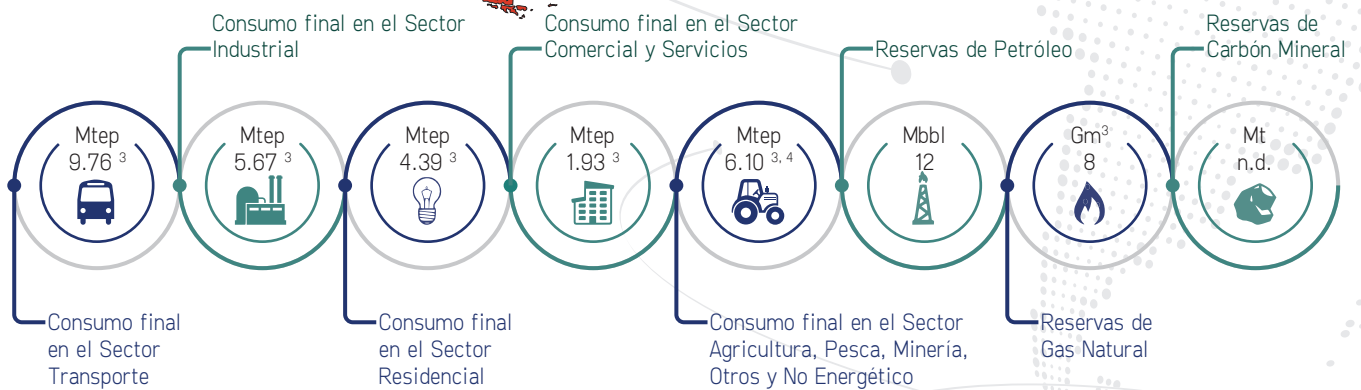 Consumo final en el Sector
Industrial
Consumo final en el Sector
Comercial y Servicios
Reservas de Petróleo
Reservas de
Carbón Mineral
Mtep
9.76 ³
Mtep
5.67 ³
Mtep
4.39 ³
Mtep
1.93 ³
Mtep
6.10 ³˒ ⁴
Mbbl
12
Gm³
8
Mt
n.d.
Consumo final
en el Sector
Transporte
Consumo final
en el Sector
Residencial
Consumo final en el Sector
Agricultura, Pesca, Minería,
Otros y No Energético
Reservas de
Gas Natural